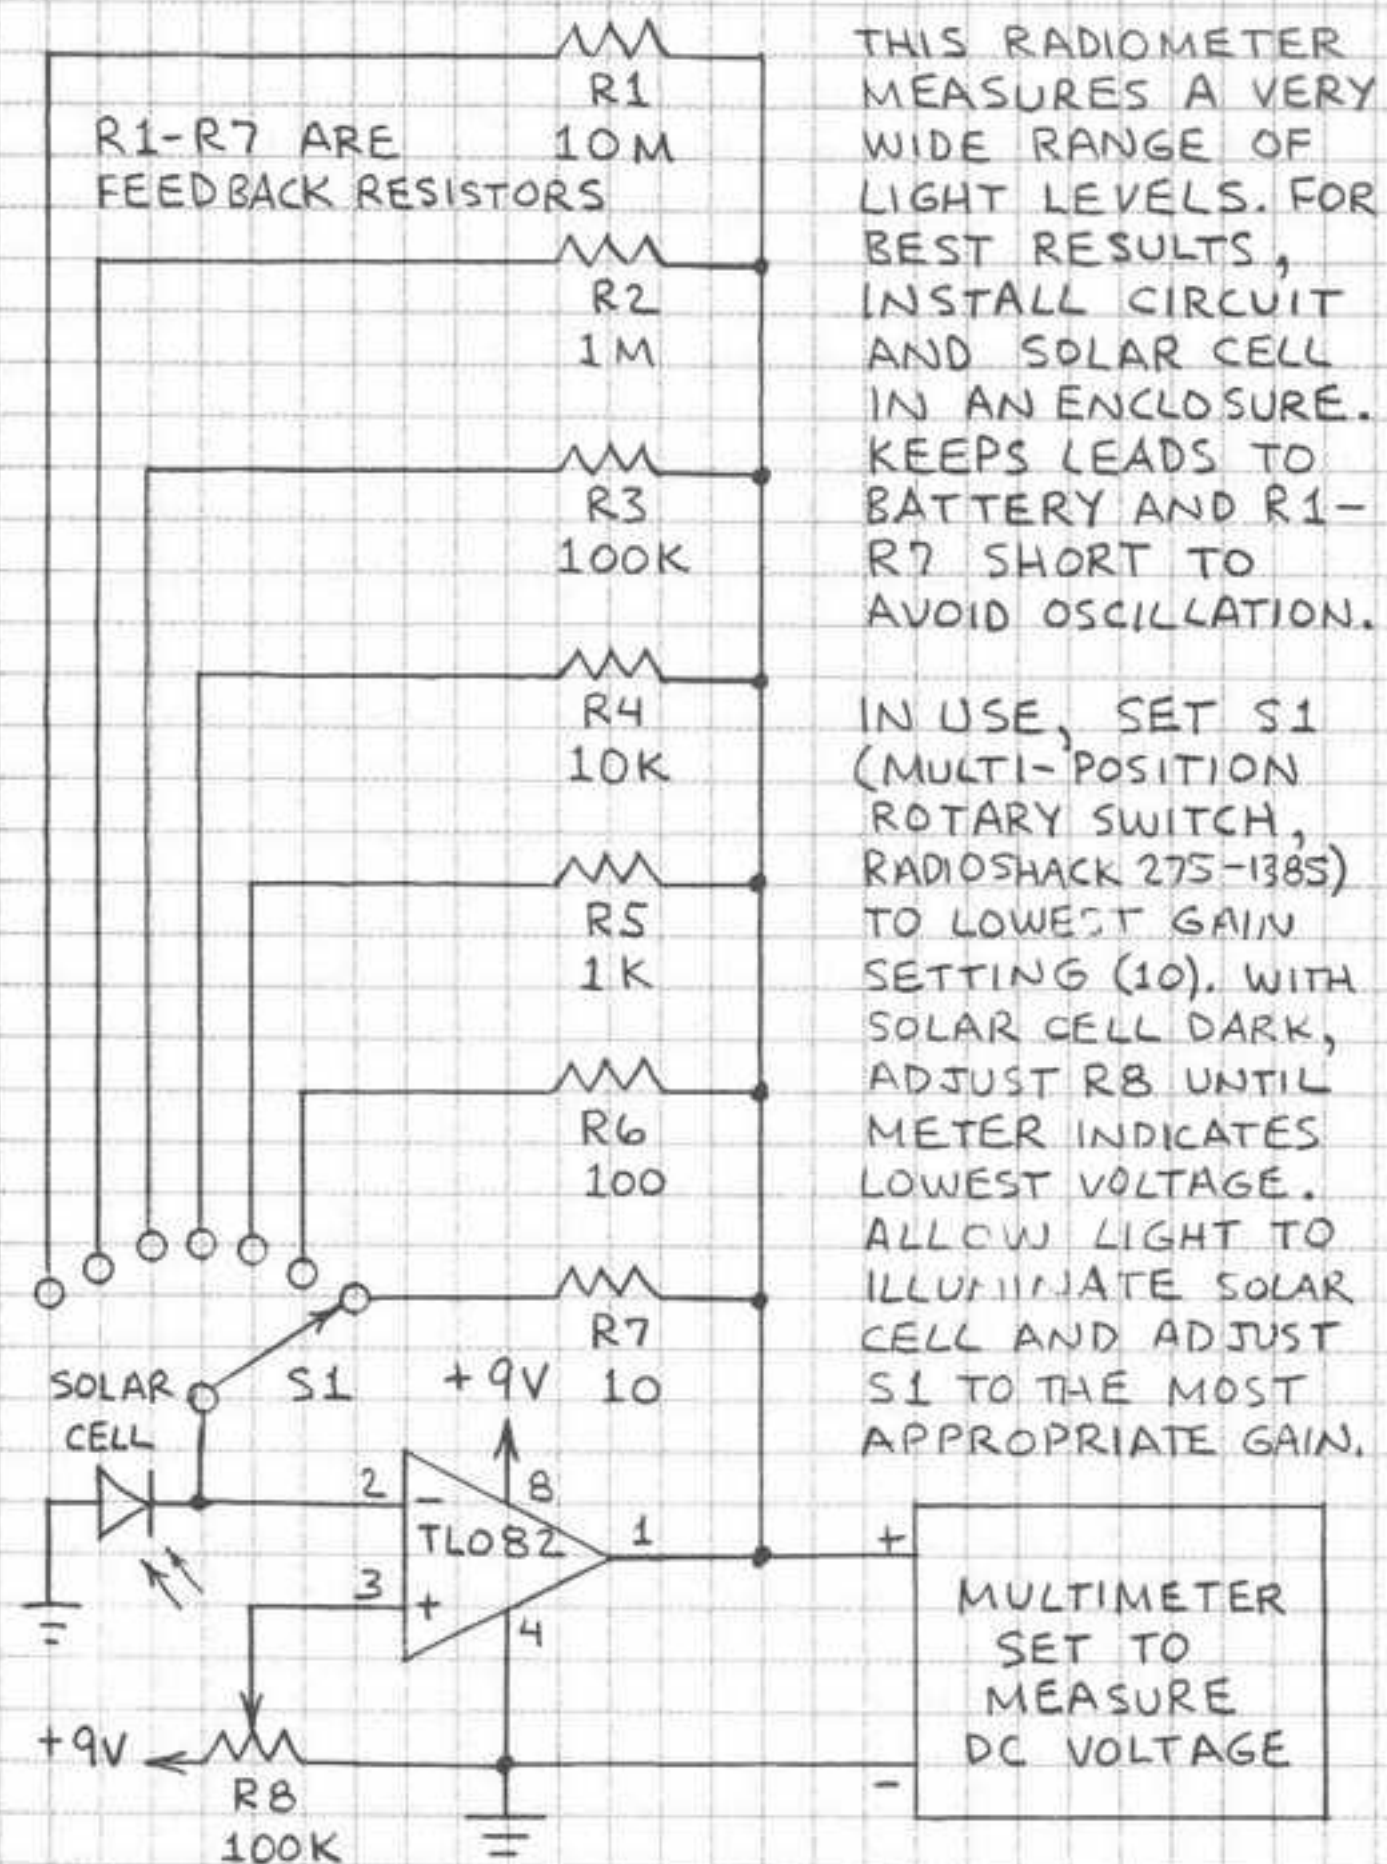 R1
10M
R1-R7 ARE
FEEDBACK RESISTORS
R2
1M
R3
100K
R4
10K
R5
1K
R6
100
R7
10
SOLAR
CELL
S1
+9V
2
-
8
TL082
1
3
+
4
+9V
R8
100K
+
-
MULTIMETER
SET TO
MEASURE
DC VOLTAGE
THIS RADIOMETER
MEASURES A VERY
WIDE RANGE OF
LIGHT LEVELS. FOR
BEST RESULTS,
INSTALL CIRCUIT
AND SOLAR CELL
IN AN ENCLOSURE.
KEEPS LEADS TO
BATTERY AND R1-
R7 SHORT TO
AVOID OSCILLATION.
IN USE, SET S1
(MULTI-POSITION
ROTARY SWITCH,
RADIOSHACK 275-1385)
TO LOWEST GAIN
SETTING (10). WITH
SOLAR CELL DARK,
ADJUST R8 UNTIL
METER INDICATES
LOWEST VOLTAGE.
ALLOW LIGHT TO
ILLUMINATE SOLAR
CELL AND ADJUST
S1 TO THE MOST
APPROPRIATE GAIN.